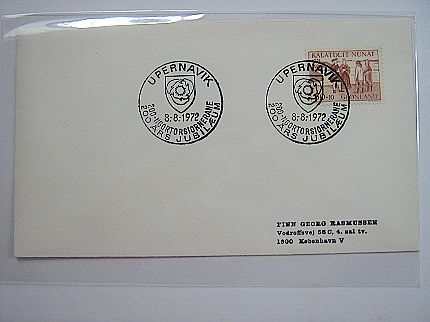 UPERNAVIK
8.-8.-1972
200 ÅRS JUBILÆUM
UPERNAVIK
8.-8.-1972
200 ÅRS JUBILÆUM
KALATDLIT NUNAT
+10 GRØNLAND
FINN GEORG RASMUSSEN
Vodroffsvej 58C, 4. sal tv.
1900 København V